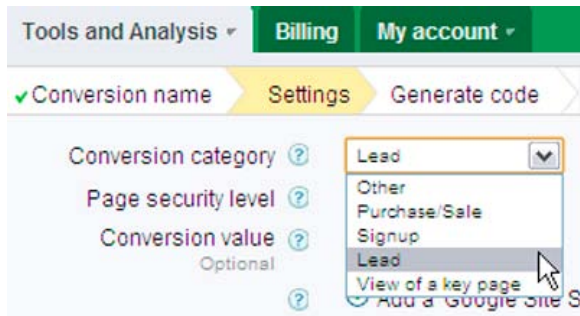 Tools and Analysis Billing My account
Conversion name Settings Generate code
Conversion category Lead
Other
Page security level Purchase/Sale
Conversion value Signup
Optional Lead
View of a key page
Add a Google Site S